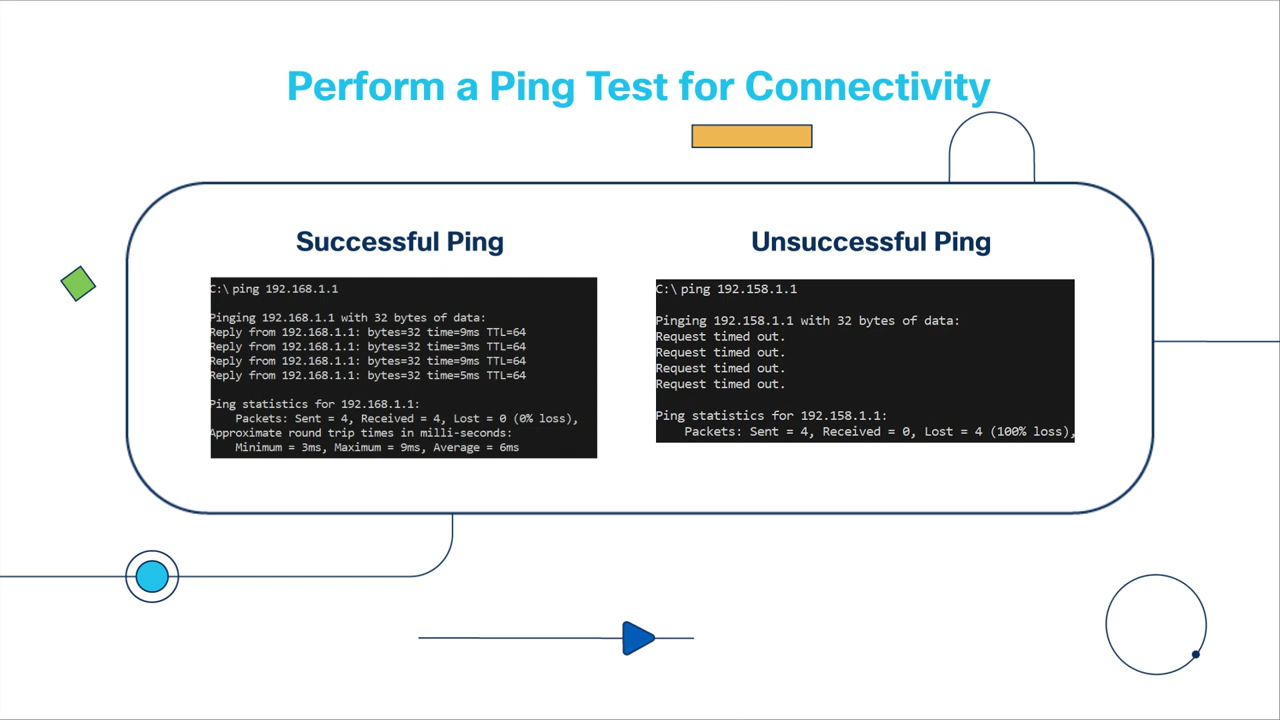 Perform a Ping Test for Connectivity
Successful Ping
C:\ping 192.168.1.1
Pinging 192.168.1.1 with 32 bytes of data:
Reply from 192.168.1.1: bytes=32 time=9ms TTL=64
Reply from 192.168.1.1: bytes=32 time=3ms TTL=64
Reply from 192.168.1.1: bytes=32 time=9ms TTL=64
Reply from 192.168.1.1: bytes=32 time=5ms TTL=64
Ping statistics for 192.168.1.1:
Packets: Sent = 4, Received = 4, Lost = 0 (0% loss),
Approximate round trip times in milli-seconds:
Minimum = 3ms, Maximum = 9ms, Average = 6ms
Unsuccessful Ping
C:\ping 192.158.1.1
Pinging 192.158.1.1 with 32 bytes of data:
Request timed out.
Request timed out.
Request timed out.
Request timed out.
Ping statistics for 192.158.1.1:
Packets: Sent = 4, Received = 0, Lost = 4 (100% loss),